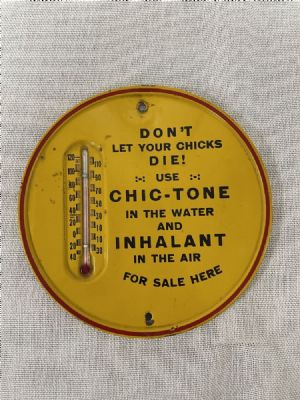 DON'T
LET YOUR CHICKS
DIE!
:-: USE :-:
CHIC-TONE
IN THE WATER
AND
INHALANT
IN THE AIR
FOR SALE HERE